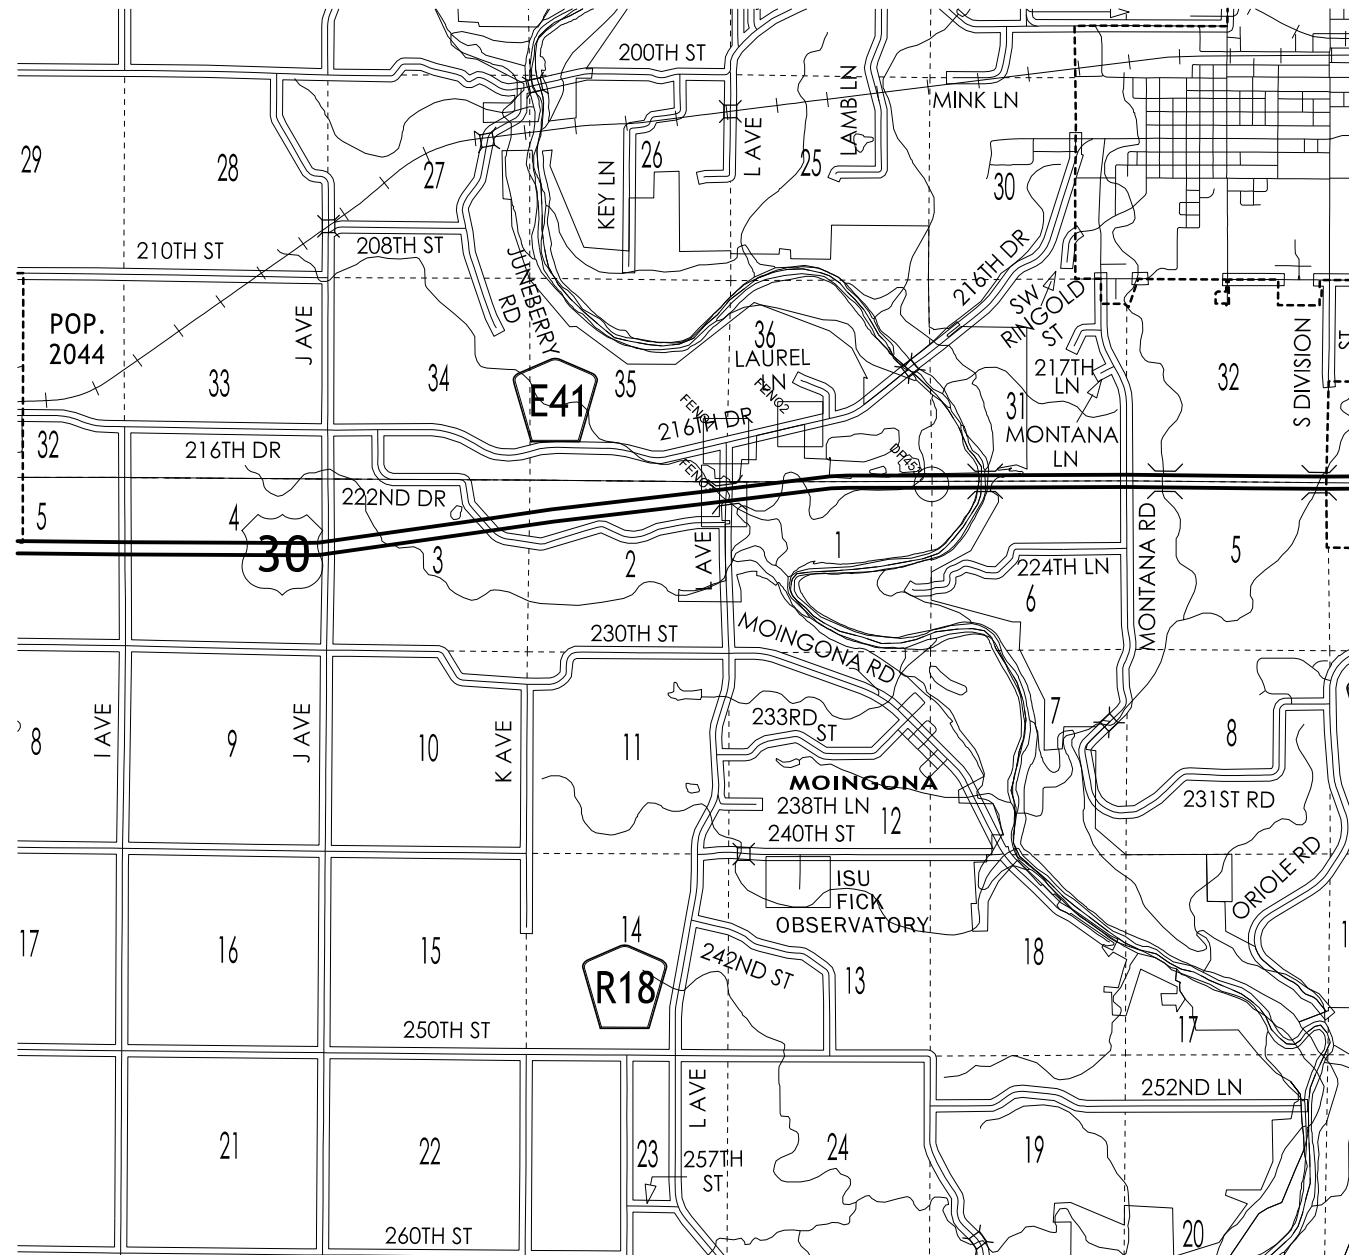 200TH ST
MINK LN
LAMB LN
L AVE
KEY LN
29
28
27
26
25
30
210TH ST
208TH ST
JUNEBERRY
RD
216TH DR
SW
RINGOLD
ST
POP.
2044
J AVE
33
34
35
36
LAUREL
LN
217TH
LN
31
MONTANA
LN
32
S DIVISION
ST
E41
216TH DR
32
216TH DR
222ND DR
5
4
30
3
2
L AVE
1
224TH LN
6
MONTANA RD
5
230TH ST
MOINGONA RD
8
I AVE
9
J AVE
10
K AVE
11
233RD
ST
MOINGONA
238TH LN
12
240TH ST
7
8
231ST RD
ORIOLE RD
ISU
FICK
OBSERVATORY
17
16
15
14
R18
242ND ST
13
18
17
250TH ST
L AVE
252ND LN
21
22
23
257TH
ST
24
19
20
260TH ST